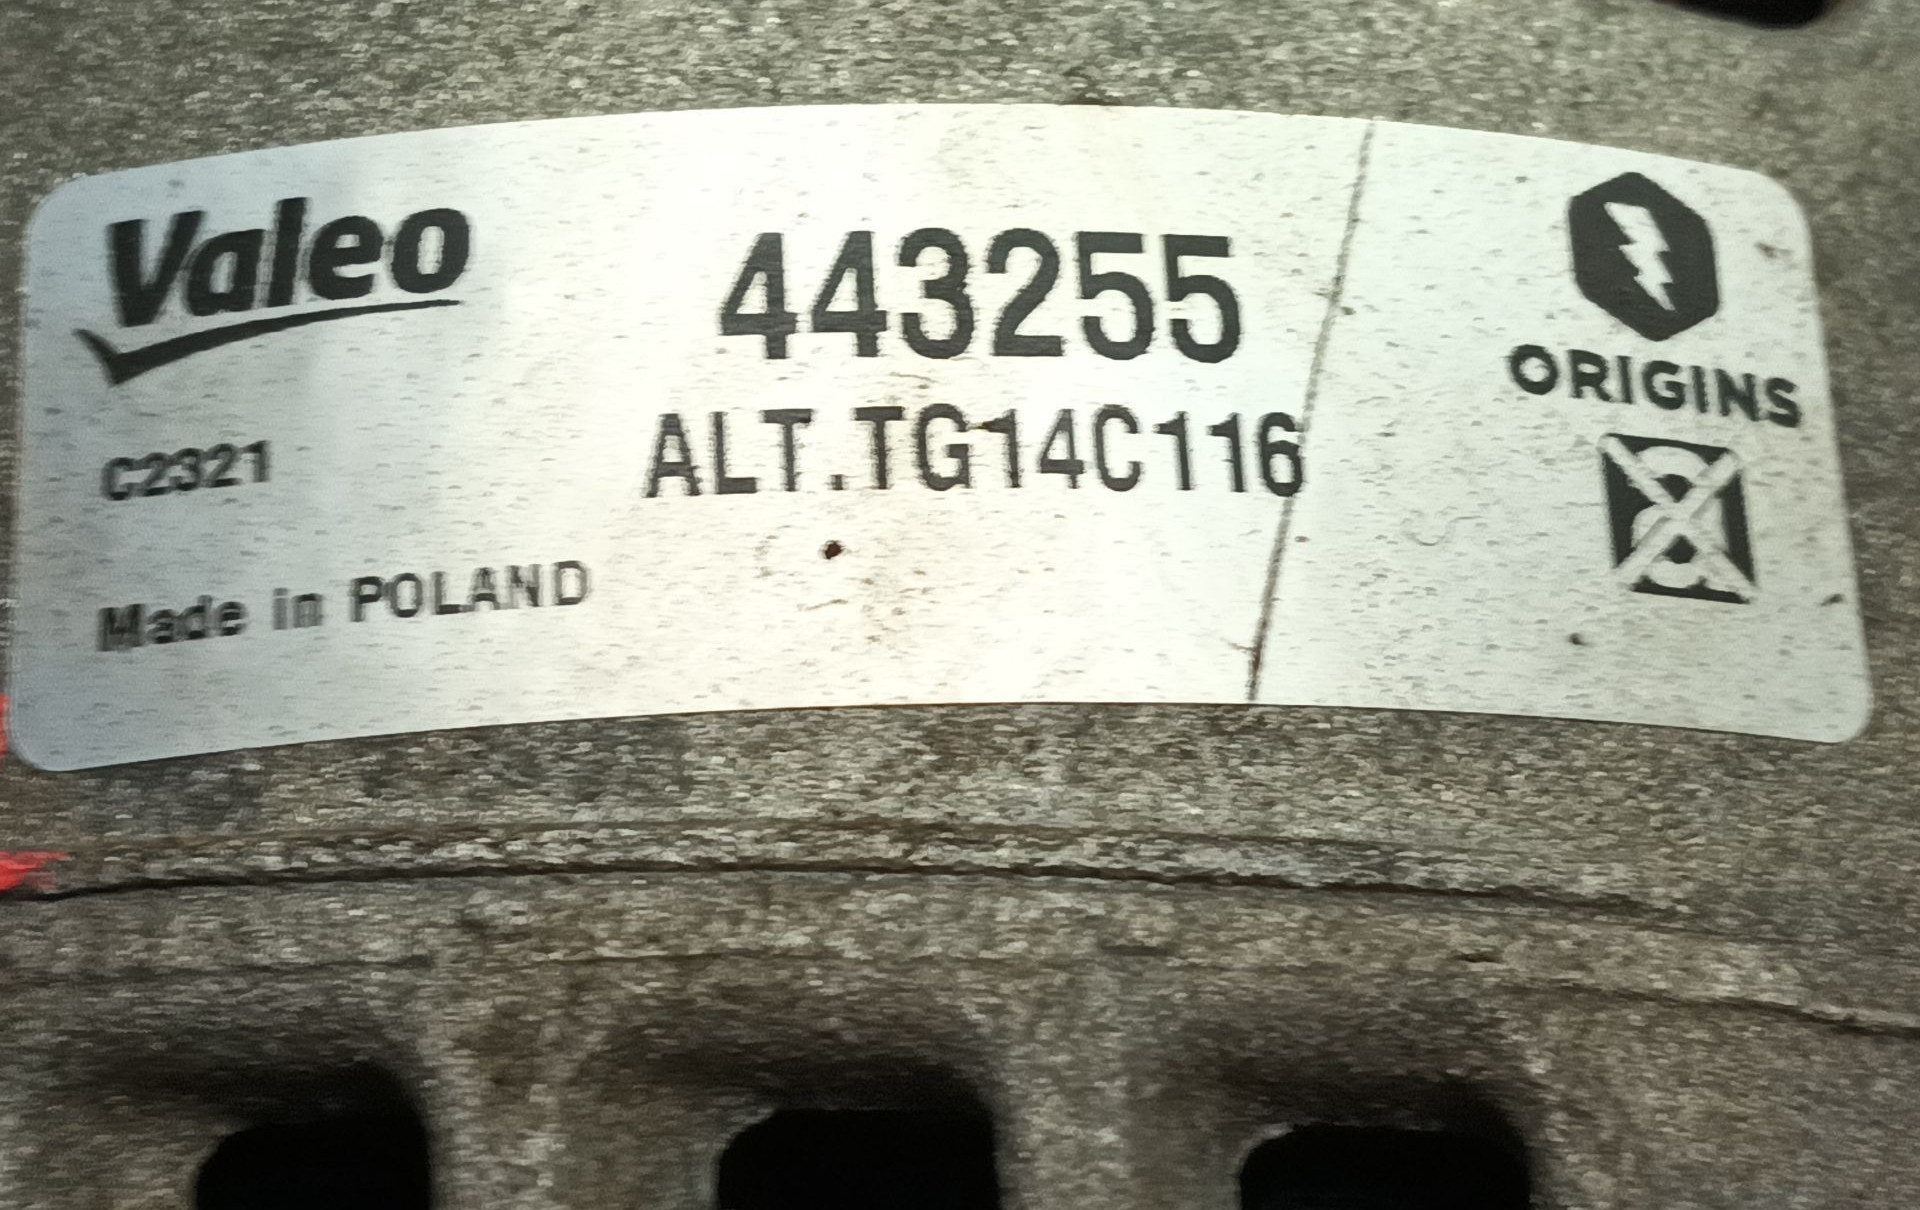 Valeo
443255
ORIGINS
ALT.TG14C116
C2321
Made in POLAND